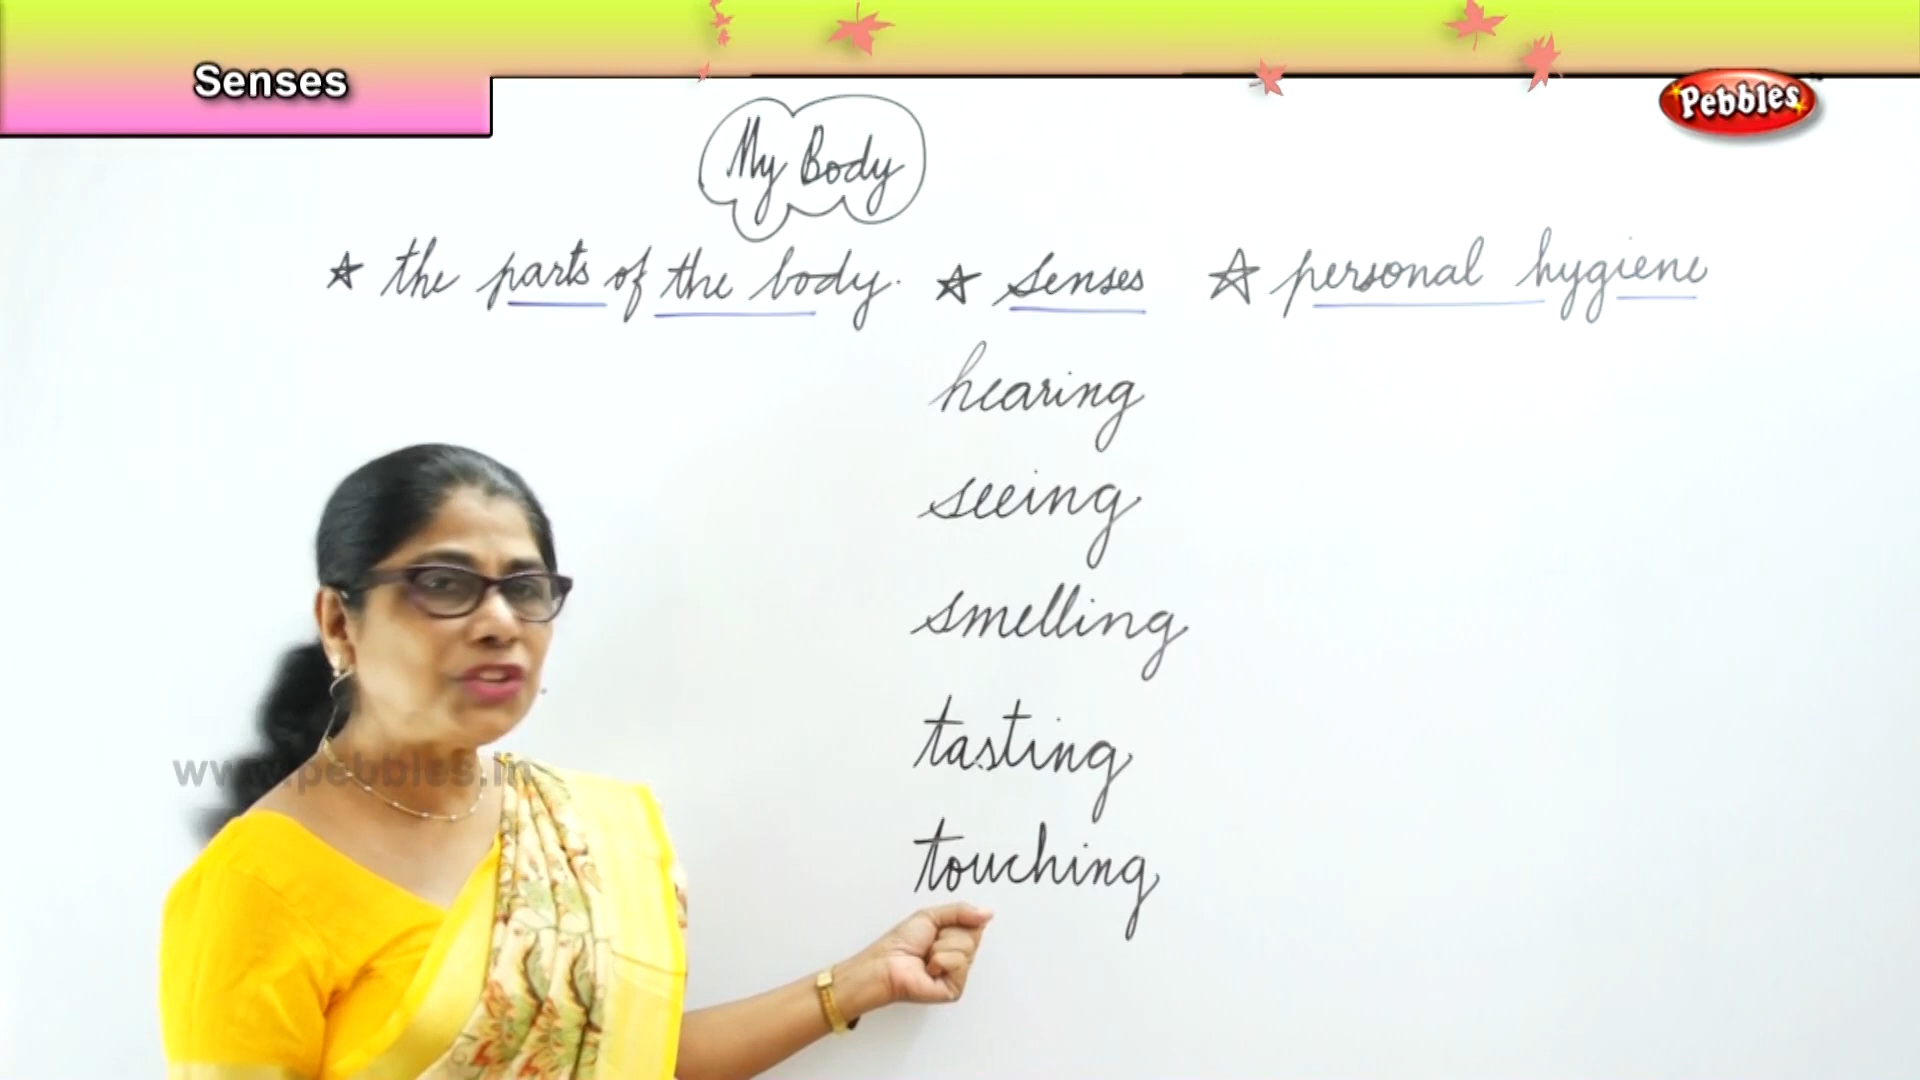 Senses
Pebbles
My Body
☆ the parts of the body. ☆ senses ☆ personal hygiene
hearing
seeing
smelling
tasting
touching
www.pebbles.in